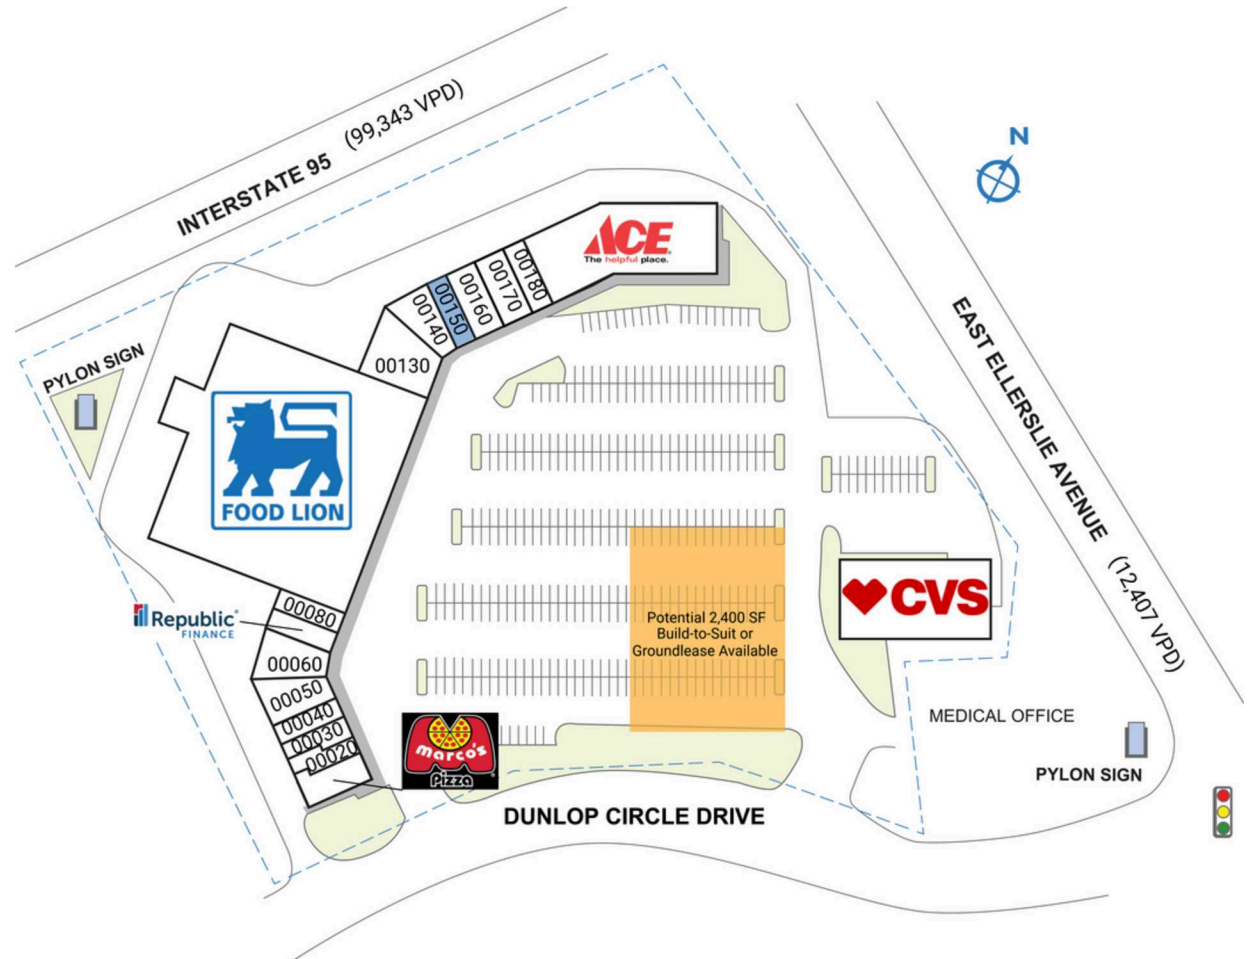 INTERSTATE 95 (99,343 VPD)
N
ACE
The helpful place.
00180
00170
00160
00150
00140
00130
PYLON SIGN
FOOD LION
EAST ELLERSLIE AVENUE (12,407 VPD)
CVS
Republic
FINANCE
00080
00060
00050
00040
00030
00020
Potential 2,400 SF
Build-to-Suit or
Groundlease Available
marco's
Pizza
MEDICAL OFFICE
PYLON SIGN
DUNLOP CIRCLE DRIVE